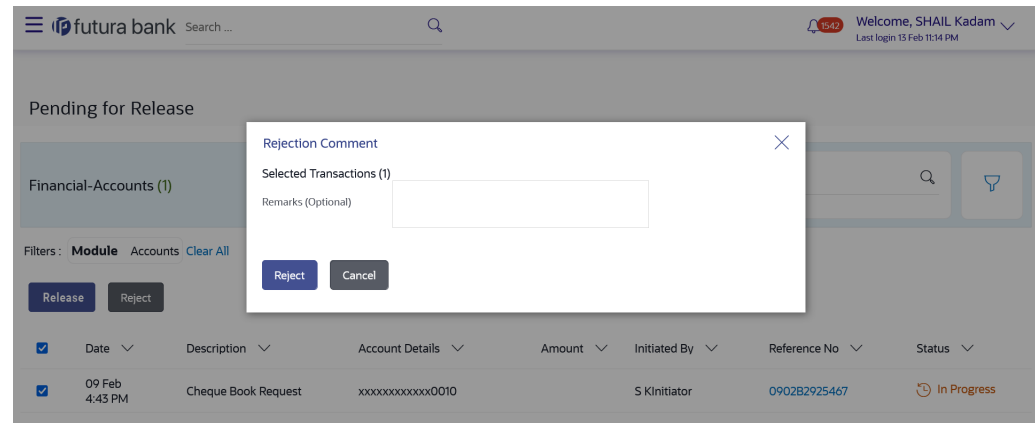 futura bank Search ... 1542 Welcome, SHAIL Kadam
Last login 13 Feb 11:14 PM
Pending for Release
Rejection Comment
Selected Transactions (1)
Remarks (Optional)
Reject Cancel
Financial-Accounts (1)
Filters : Module Accounts Clear All
Release Reject
Date Description Account Details Amount Initiated By Reference No Status
09 Feb
4:43 PM Cheque Book Request xxxxxxxxxxxx0010 S KInitiator 0902B2925467 In Progress